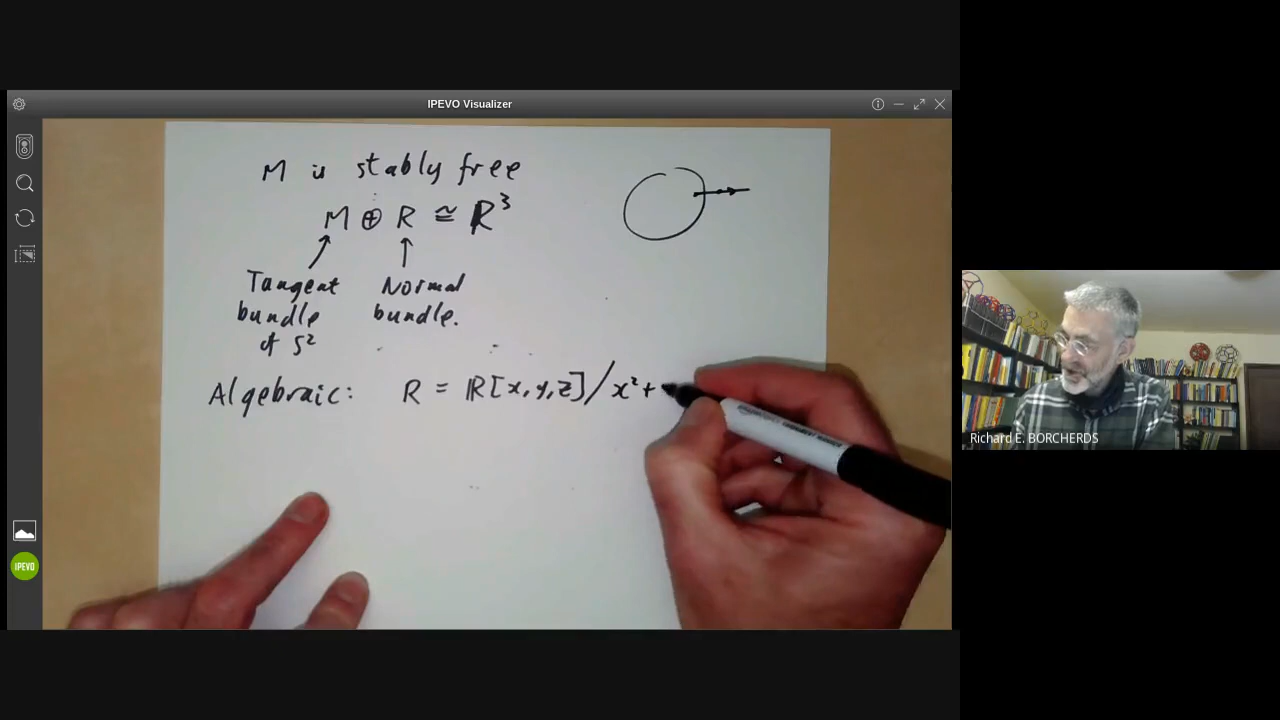 IPEVO Visualizer
M is stably free
M ⊕ R ≅ R³
Tangent bundle of S²
Normal bundle.
Algebraic: R = ℝ[x,y,z]/x²+
Richard E. BORCHERDS
IPEVO